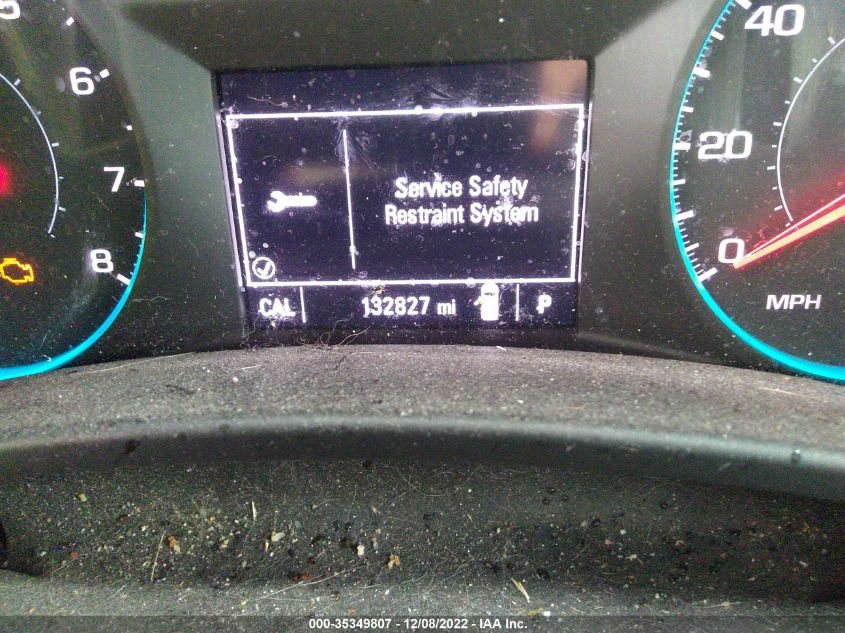 5
6
7
8
Service Safety
Restraint System
CAL 132827 mi P
40
20
0
MPH
000-35349807 - 12/08/2022 - IAA Inc.